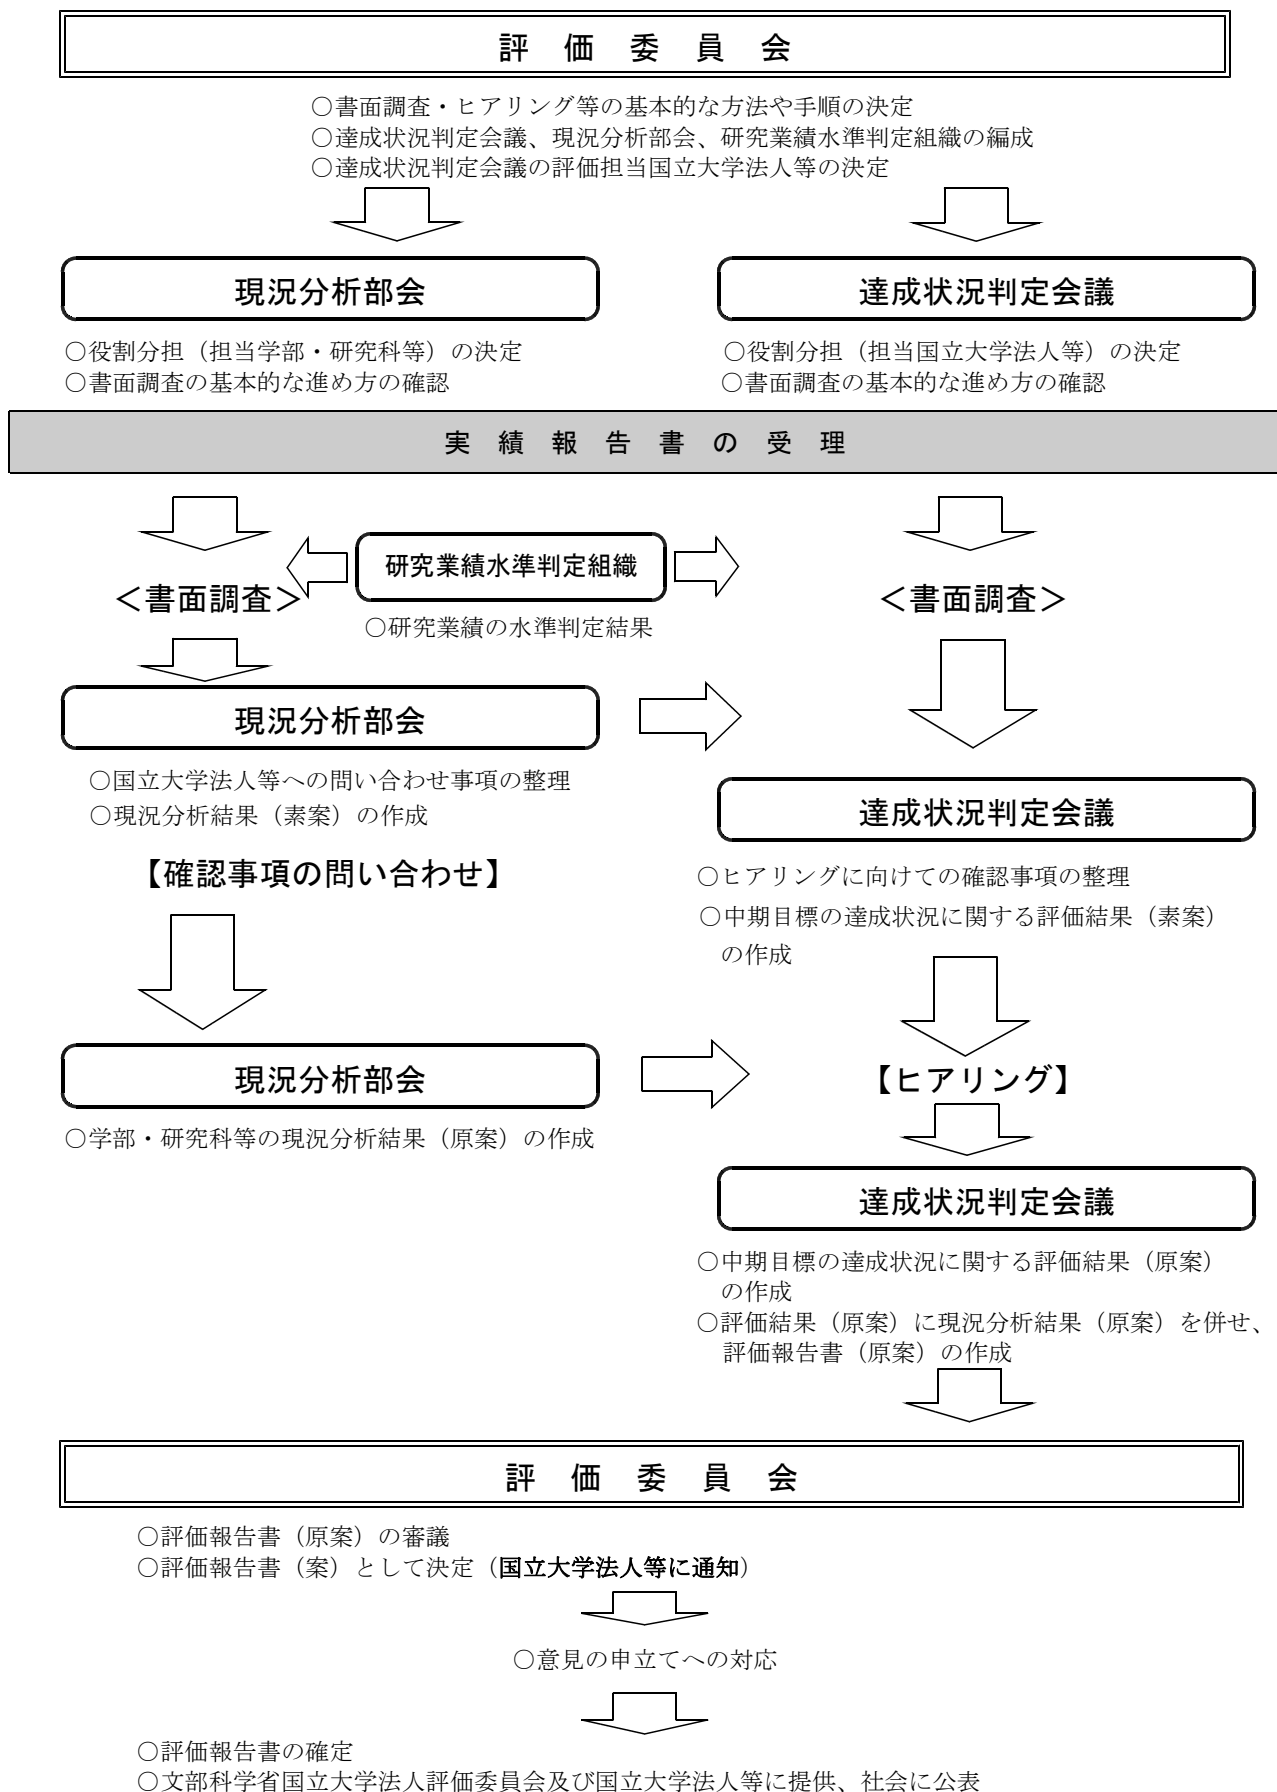 評価委員会
○書面調査・ヒアリング等の基本的な方法や手順の決定
○達成状況判定会議、現況分析部会、研究業績水準判定組織の編成
○達成状況判定会議の評価担当国立大学法人等の決定
現況分析部会
○役割分担（担当学部・研究科等）の決定
○書面調査の基本的な進め方の確認
達成状況判定会議
○役割分担（担当国立大学法人等）の決定
○書面調査の基本的な進め方の確認
実績報告書の受理
＜書面調査＞
研究業績水準判定組織
○研究業績の水準判定結果
＜書面調査＞
現況分析部会
○国立大学法人等への問い合わせ事項の整理
○現況分析結果（素案）の作成
【確認事項の問い合わせ】
達成状況判定会議
○ヒアリングに向けての確認事項の整理
○中期目標の達成状況に関する評価結果（素案）
の作成
現況分析部会
○学部・研究科等の現況分析結果（原案）の作成
【ヒアリング】
達成状況判定会議
○中期目標の達成状況に関する評価結果（原案）
の作成
○評価結果（原案）に現況分析結果（原案）を併せ、
評価報告書（原案）の作成
評価委員会
○評価報告書（原案）の審議
○評価報告書（案）として決定（国立大学法人等に通知）
○意見の申立てへの対応
○評価報告書の確定
○文部科学省国立大学法人評価委員会及び国立大学法人等に提供、社会に公表